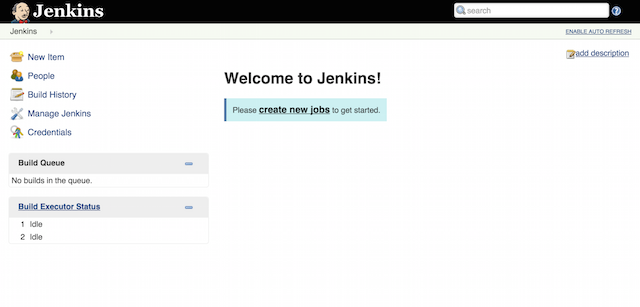 Jenkins
search
Jenkins
ENABLE AUTO REFRESH
add description
New Item
People
Build History
Manage Jenkins
Credentials
Build Queue
No builds in the queue.
Build Executor Status
1 Idle
2 Idle
Welcome to Jenkins!
Please create new jobs to get started.